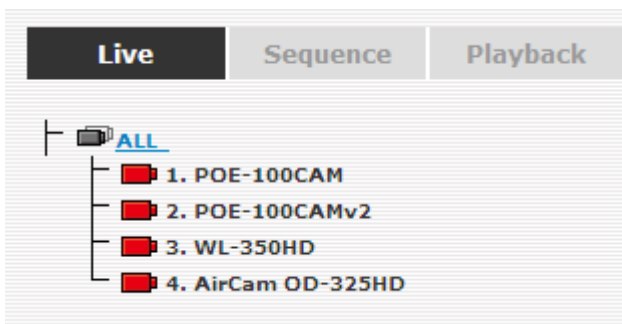 Live Sequence Playback
ALL
1. POE-100CAM
2. POE-100CAMv2
3. WL-350HD
4. AirCam OD-325HD